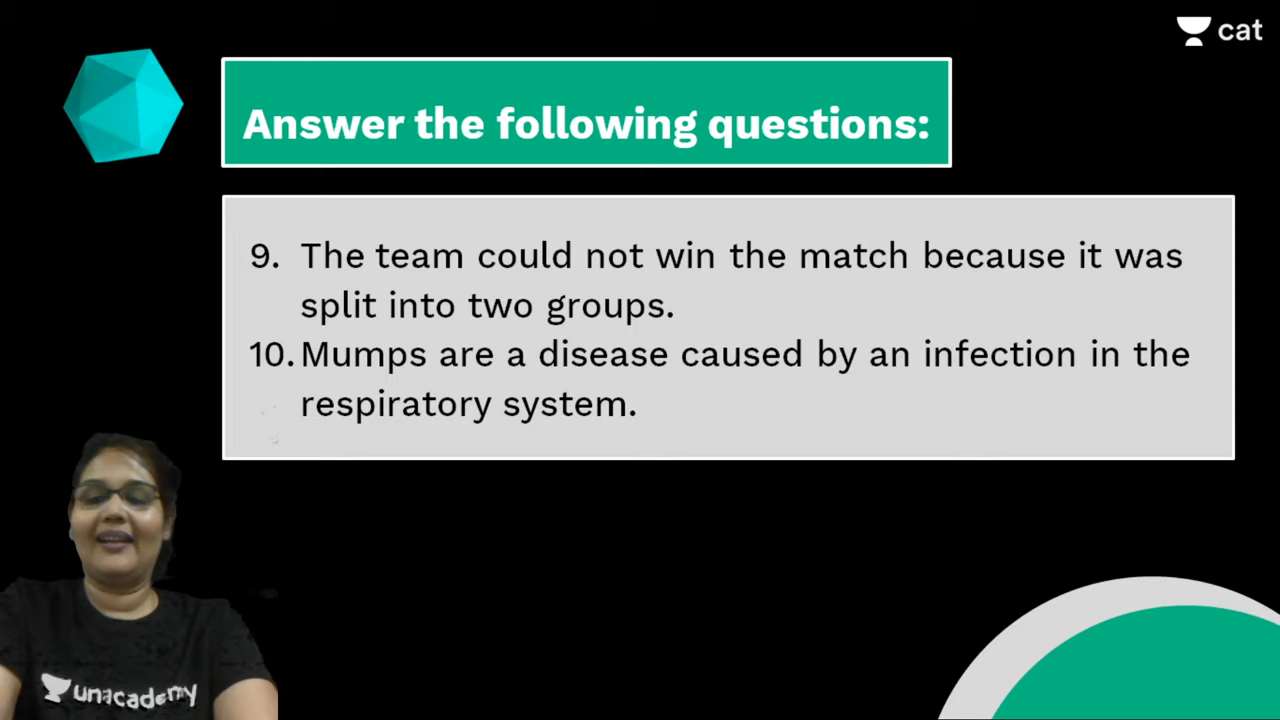 cat
Answer the following questions:
9. The team could not win the match because it was
split into two groups.
10. Mumps are a disease caused by an infection in the
respiratory system.
unacademy